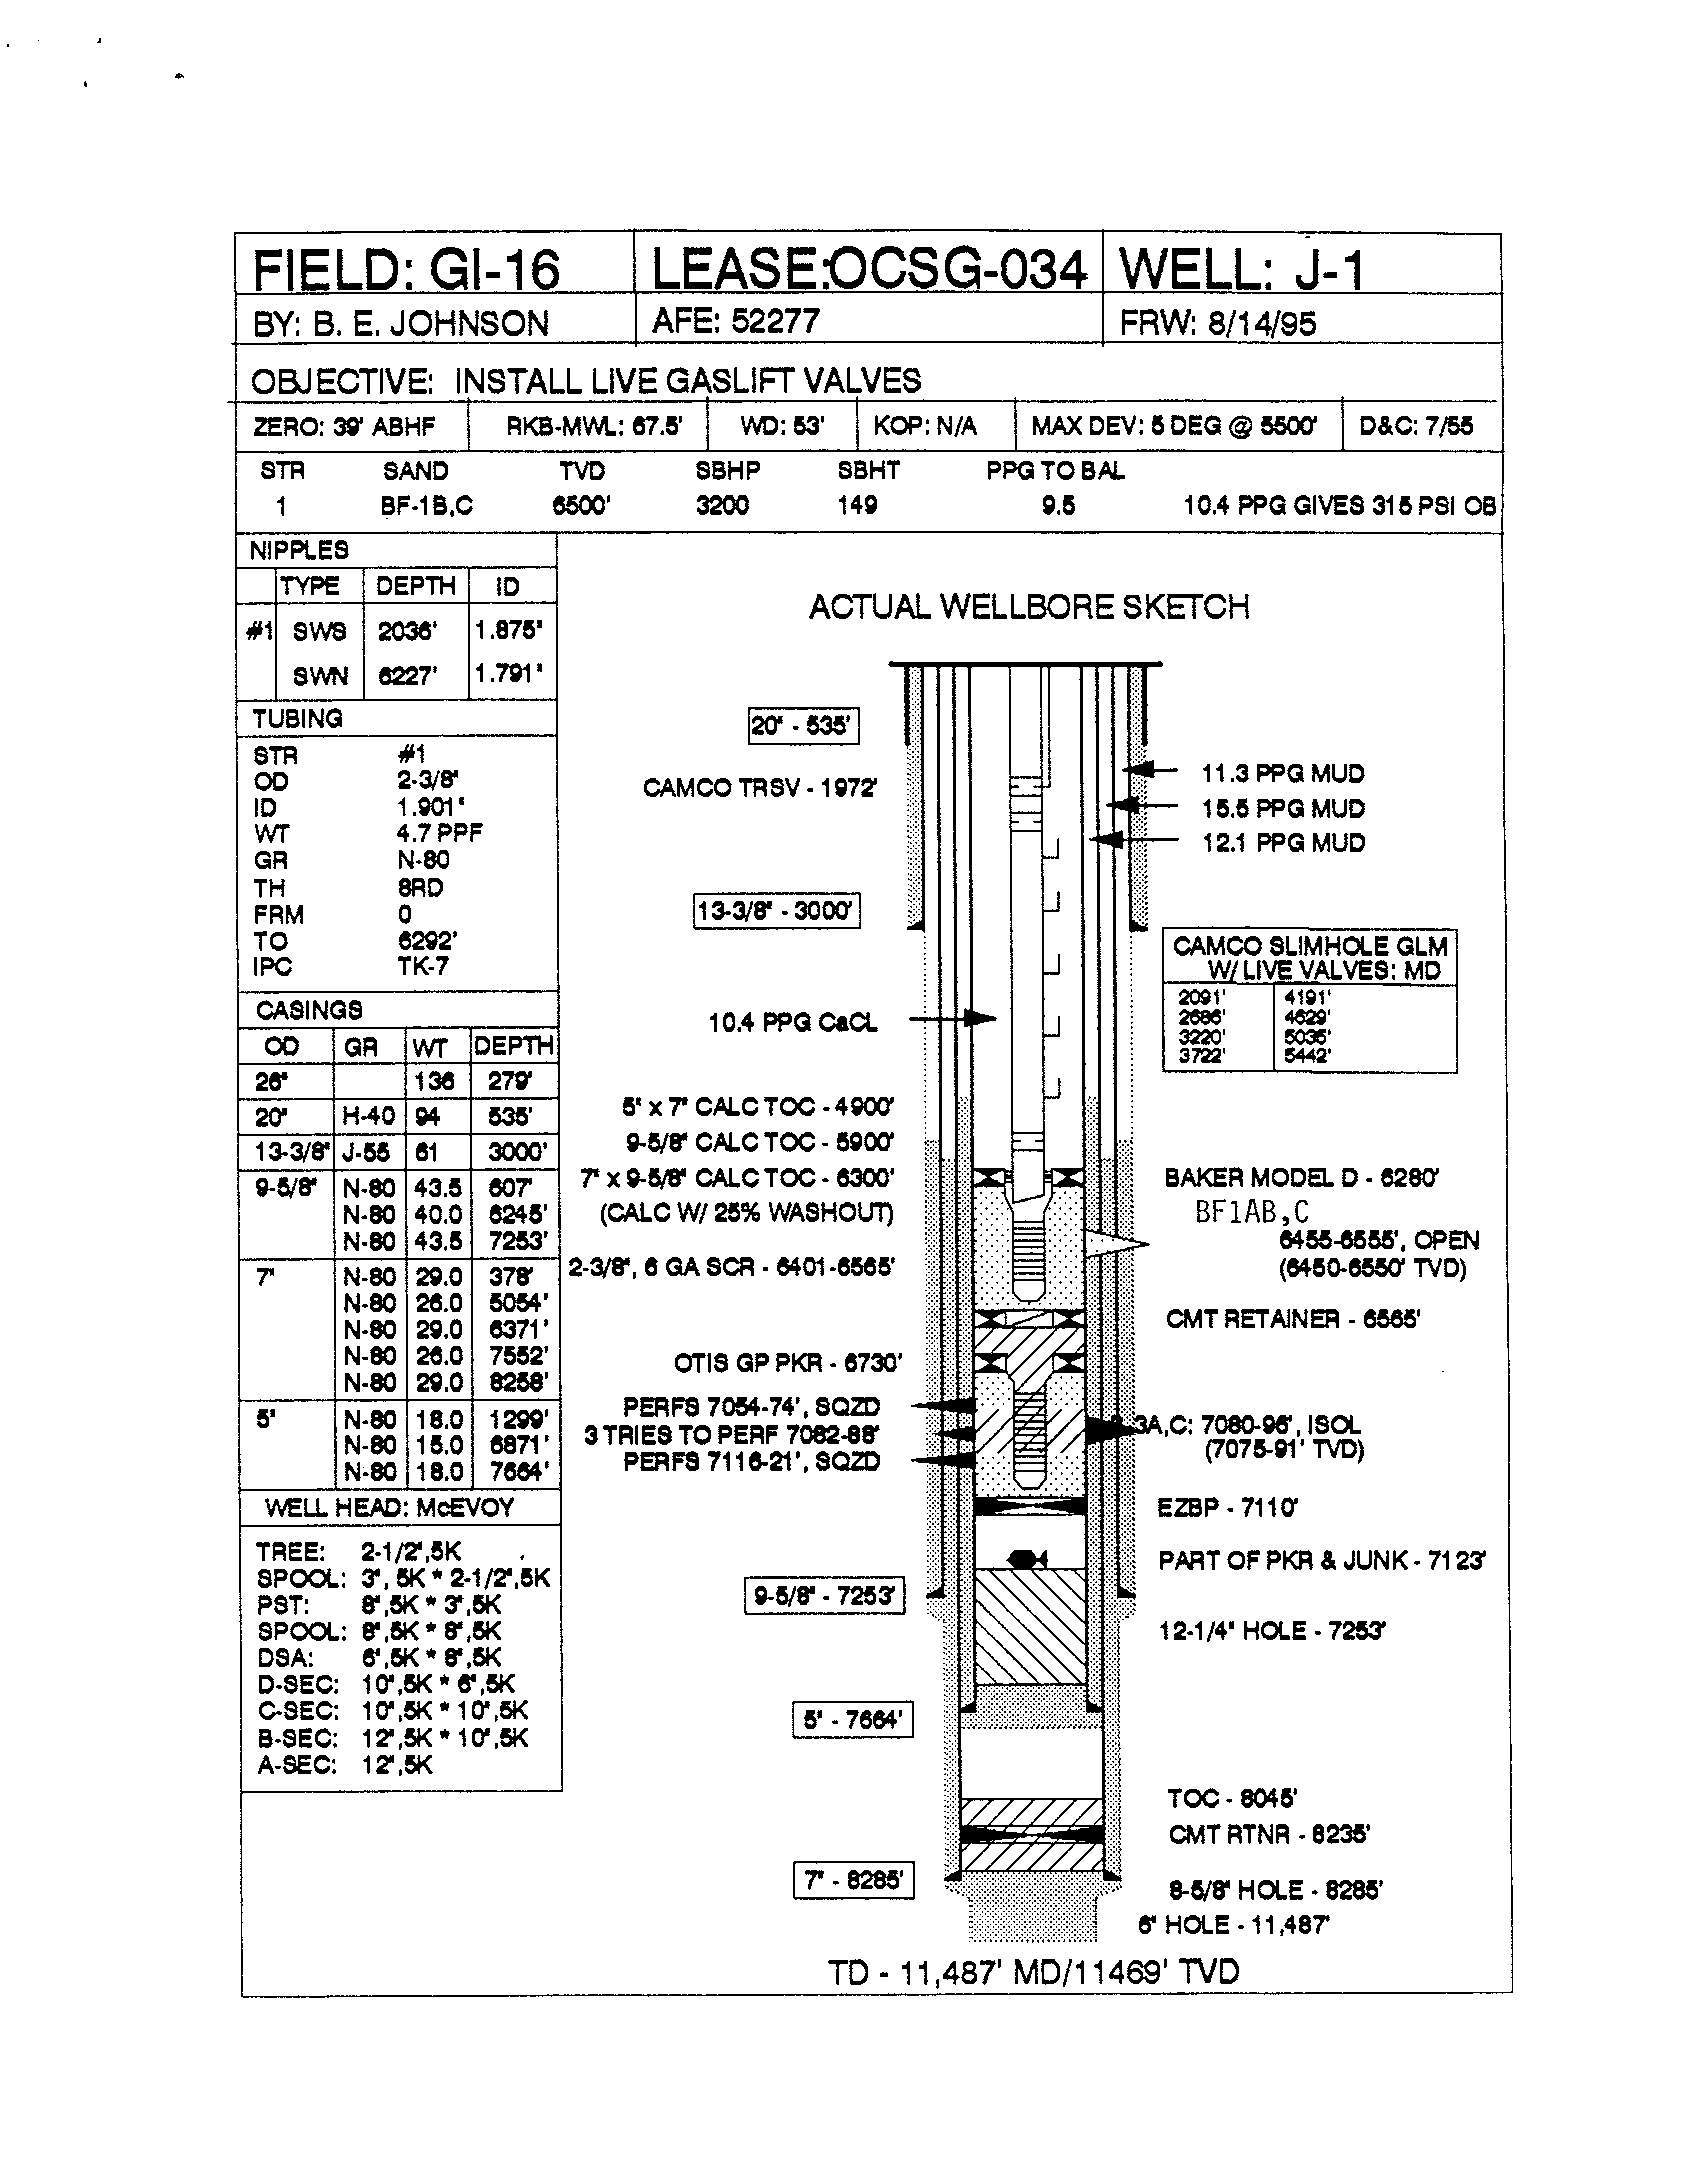 FIELD: GI-16 LEASE:OCSG-034 WELL: J-1
BY: B. E. JOHNSON AFE: 52277 FRW: 8/14/95
OBJECTIVE: INSTALL LIVE GASLIFT VALVES
ZERO: 39' ABHF RKB-MWL: 67.5' WD: 53' KOP: N/A MAX DEV: 5 DEG @ 5500' D&C: 7/55
STR SAND TVD SBHP SBHT PPG TO BAL
1 BF-1B,C 6500' 3200 149 9.5 10.4 PPG GIVES 315 PSI OB
NIPPLES
TYPE DEPTH ID
#1 SWS 2036' 1.875"
SWN 6227' 1.791"
TUBING
STR #1
OD 2-3/8"
ID 1.901"
WT 4.7 PPF
GR N-80
TH 8RD
FRM 0
TO 6292'
IPC TK-7
CASINGS
OD GR WT DEPTH
26" 136 279'
20" H-40 94 535'
13-3/8" J-55 61 3000'
9-5/8" N-80 43.5 607'
N-80 40.0 6245'
N-80 43.5 7253'
7" N-80 29.0 378'
N-80 26.0 5054'
N-80 29.0 6371'
N-80 26.0 7552'
N-80 29.0 8258'
5" N-80 18.0 1299'
N-80 15.0 6871'
N-80 18.0 7664'
WELL HEAD: McEVOY
TREE: 2-1/2",5K
SPOOL: 3", 5K * 2-1/2",5K
PST: 8",5K * 3",5K
SPOOL: 8",5K * 8",5K
DSA: 6",5K * 8",5K
D-SEC: 10",5K * 6",5K
C-SEC: 10",5K * 10",5K
B-SEC: 12",5K * 10",5K
A-SEC: 12",5K
ACTUAL WELLBORE SKETCH
20" - 535'
CAMCO TRSV - 1972'
11.3 PPG MUD
15.5 PPG MUD
12.1 PPG MUD
13-3/8" - 3000'
CAMCO SLIMHOLE GLM
W/ LIVE VALVES: MD
2091' 4191'
2686' 4629'
3220' 5035'
3722' 5442'
10.4 PPG CaCL
5" x 7" CALC TOC - 4900'
9-5/8" CALC TOC - 5900'
7" x 9-5/8" CALC TOC - 6300'
(CALC W/ 25% WASHOUT)
BAKER MODEL D - 6280'
BF1AB,C
6455-6555', OPEN
(6450-6550' TVD)
2-3/8", 6 GA SCR - 6401-6565'
CMT RETAINER - 6565'
OTIS GP PKR - 6730'
PERFS 7054-74', SQZD
3 TRIES TO PERF 7082-88'
PERFS 7116-21', SQZD
3A,C: 7080-96', ISOL
(7075-91' TVD)
EZBP - 7110'
PART OF PKR & JUNK - 7123'
9-5/8" - 7253'
12-1/4" HOLE - 7253'
5" - 7664'
TOC - 8045'
CMT RTNR - 8235'
7" - 8285'
8-5/8" HOLE - 8285'
6" HOLE - 11,487'
TD - 11,487' MD/11469' TVD